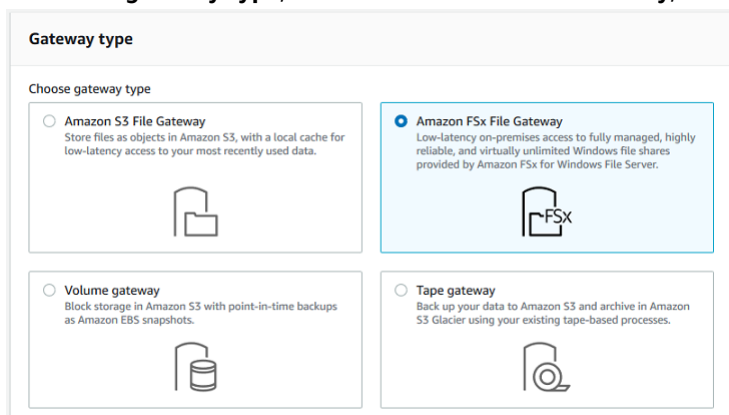 Gateway type
Choose gateway type
Amazon S3 File Gateway
Store files as objects in Amazon S3, with a local cache for
low-latency access to your most recently used data.
Amazon FSx File Gateway
Low-latency on-premises access to fully managed, highly
reliable, and virtually unlimited Windows file shares
provided by Amazon FSx for Windows File Server.
FSx
Volume gateway
Block storage in Amazon S3 with point-in-time backups
as Amazon EBS snapshots.
Tape gateway
Back up your data to Amazon S3 and archive in Amazon
S3 Glacier using your existing tape-based processes.